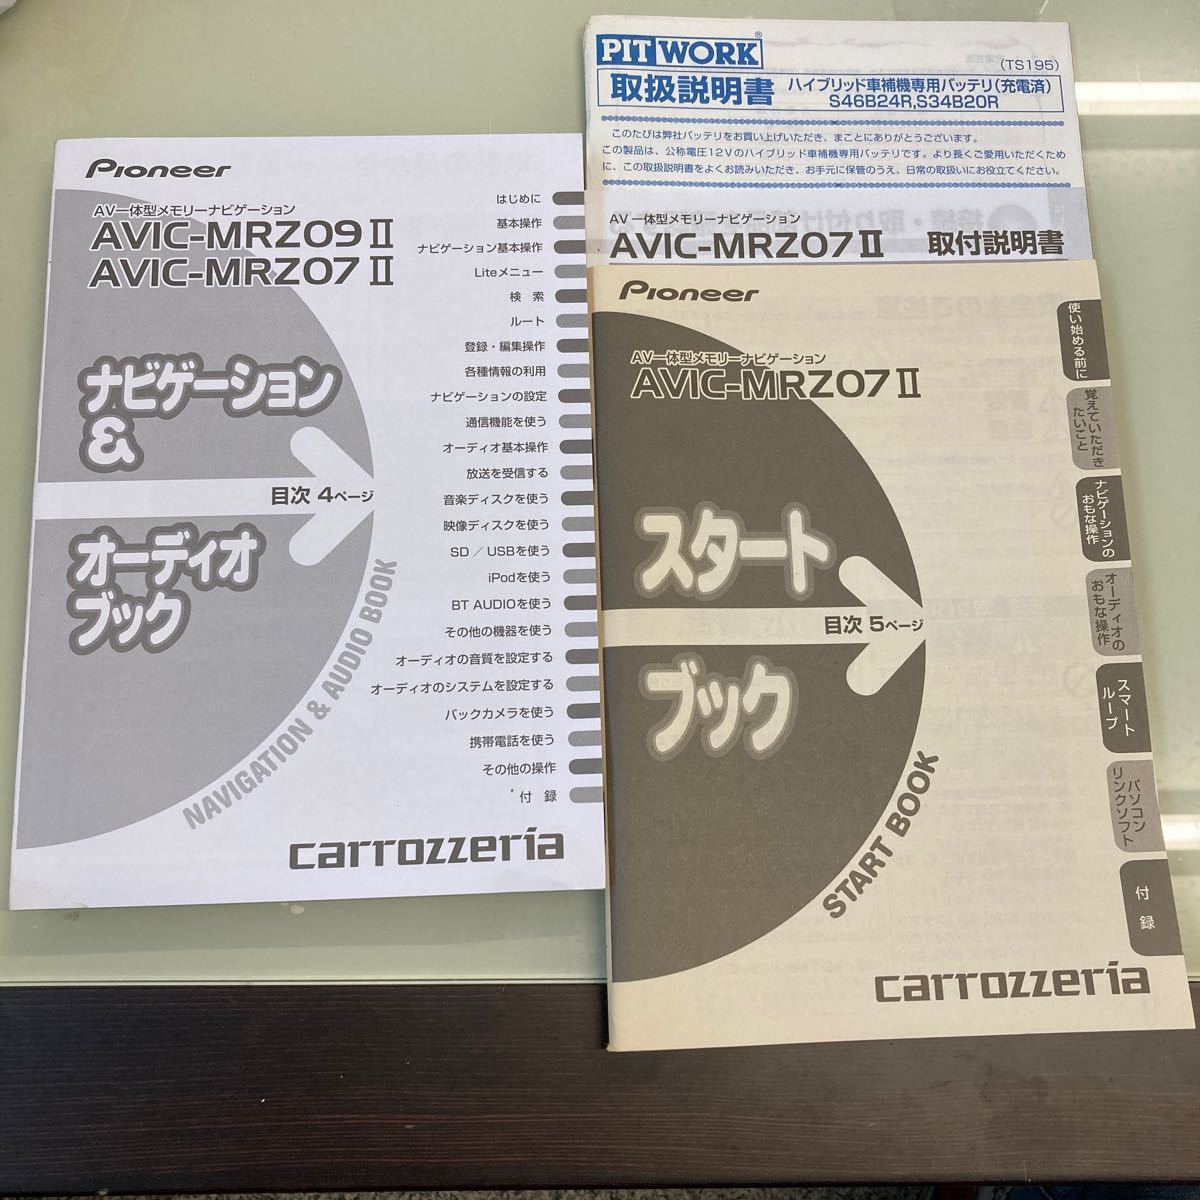 Pioneer
AV一体型メモリーナビゲーション
AVIC-MRZ09Ⅱ
AVIC-MRZ07Ⅱ
ナビゲーション
&
目次 4ページ
オーディオ
ブック
NAVIGATION & AUDIO BOOK
はじめに
基本操作
ナビゲーション基本操作
Liteメニュー
検 索
ルート
登録・編集操作
各種情報の利用
ナビゲーションの設定
通信機能を使う
オーディオ基本操作
放送を受信する
音楽ディスクを使う
映像ディスクを使う
SD/USBを使う
iPodを使う
BT AUDIOを使う
その他の機器を使う
オーディオの音質を設定する
オーディオのシステムを設定する
バックカメラを使う
携帯電話を使う
その他の操作
付 録
carrozzeria
PITWORK®
(TS195)
取扱説明書 ハイブリッド車補機専用バッテリ(充電済)
S46B24R,S34B20R
このたびは弊社バッテリをお買い上げいただき、まことにありがとうございます。
この製品は、公称電圧12Vのハイブリッド車補機専用バッテリです。より長くご愛用いただくため
に、この取扱説明書をよくお読みいただき、お手元に保管のうえ、日常の取扱いにお役立てください。
AV一体型メモリーナビゲーション
AVIC-MRZ07Ⅱ 取付説明書
Pioneer
AV一体型メモリーナビゲーション
AVIC-MRZ07Ⅱ
スタート
目次 5ページ
ブック
START BOOK
使い始める前に
覚えていただき
たいこと
ナビゲーションの
おもな操作
オーディオの
おもな操作
スマート
ループ
パソコン
リンクソフト
付 録
carrozzeria